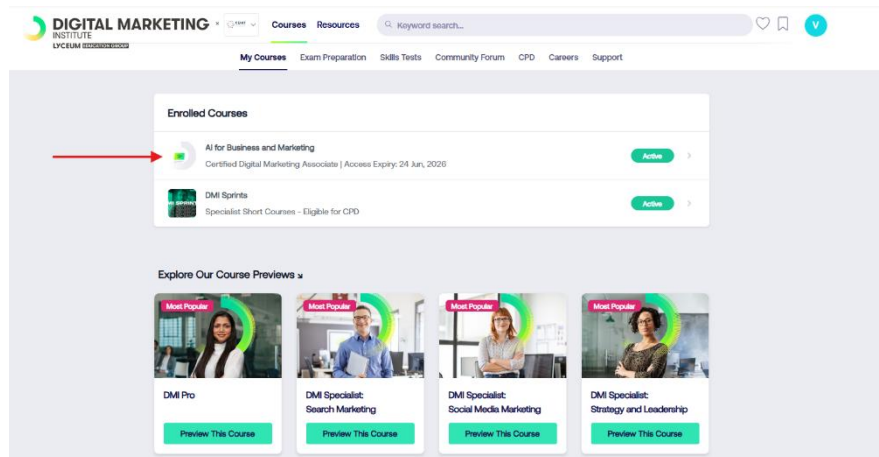 DIGITAL MARKETING
INSTITUTE
LYCEUM EDUCATION GROUP
Courses Resources Keyword search... V
My Courses Exam Preparation Skills Tests Community Forum CPD Careers Support
Enrolled Courses
AI for Business and Marketing
Certified Digital Marketing Associate | Access Expiry: 24 Jun, 2026
Active
DMI Sprints
Specialist Short Courses - Eligible for CPD
Active
Explore Our Course Previews
Most Popular Most Popular Most Popular Most Popular
DMI Pro
DMI Specialist:
Search Marketing
DMI Specialist:
Social Media Marketing
DMI Specialist:
Strategy and Leadership
Preview This Course Preview This Course Preview This Course Preview This Course